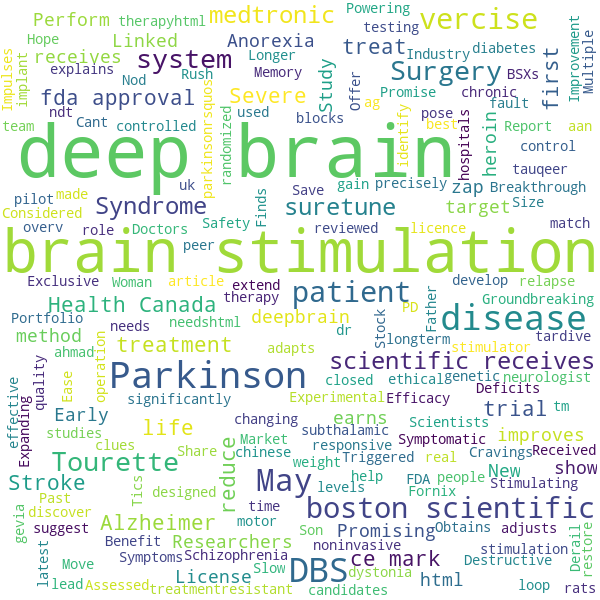 Powering
Perform therapyhtml medtronic testing vercise
Hope Linked Anorexia Industry diabetes
receives system treat Offer BSXs
explains Longer Promise chronic
Impulses implant Nod Rush Memory Surgery first Improvement Multiple
fda approval Severe Study ag fault
ndt used pose best Report aan
team Cant controlled parkinsonrsquos randomized blocks identify hospitals heroin control
deep brain
pilot uk Save gain precisely zap tauqeer
made Syndrome Finds suretune target Breakthrough
Considered Safety Size
overv role Doctors reviewed licence match
peer
brain stimulation
Exclusive Woman article extend develop relapse
Portfolio therapy patient Groundbreaking
Health Canada needshtml Father disease
needs deepbrain dr Stock PD longterm tardive
method adapts stimulator
ahmad treatment closed ethical genetic neurologist
quality Ease operation Experimental Efficacy Deficits
effective Expanding significantly scientific receives
Parkinson trial tm
Early life earns
studies changing subthalamic Scientists improves
clues Share Market responsive Symptomatic Cravings Received
Tourette reduce chinese Triggered real New show
Past Tics weight help FDA people
Stroke designed May levels Fornix Stimulating
discover time boston scientific
gevia suggest Alzheimer motor Son Promising Obtains adjusts Derail restore
Benefit Researchers noninvasive ce mark stimulation
latest Symptoms Schizophrenia Destructive
Move License Slow DBS dystonia html loop rats
lead Assessed treatmentresistant candidates